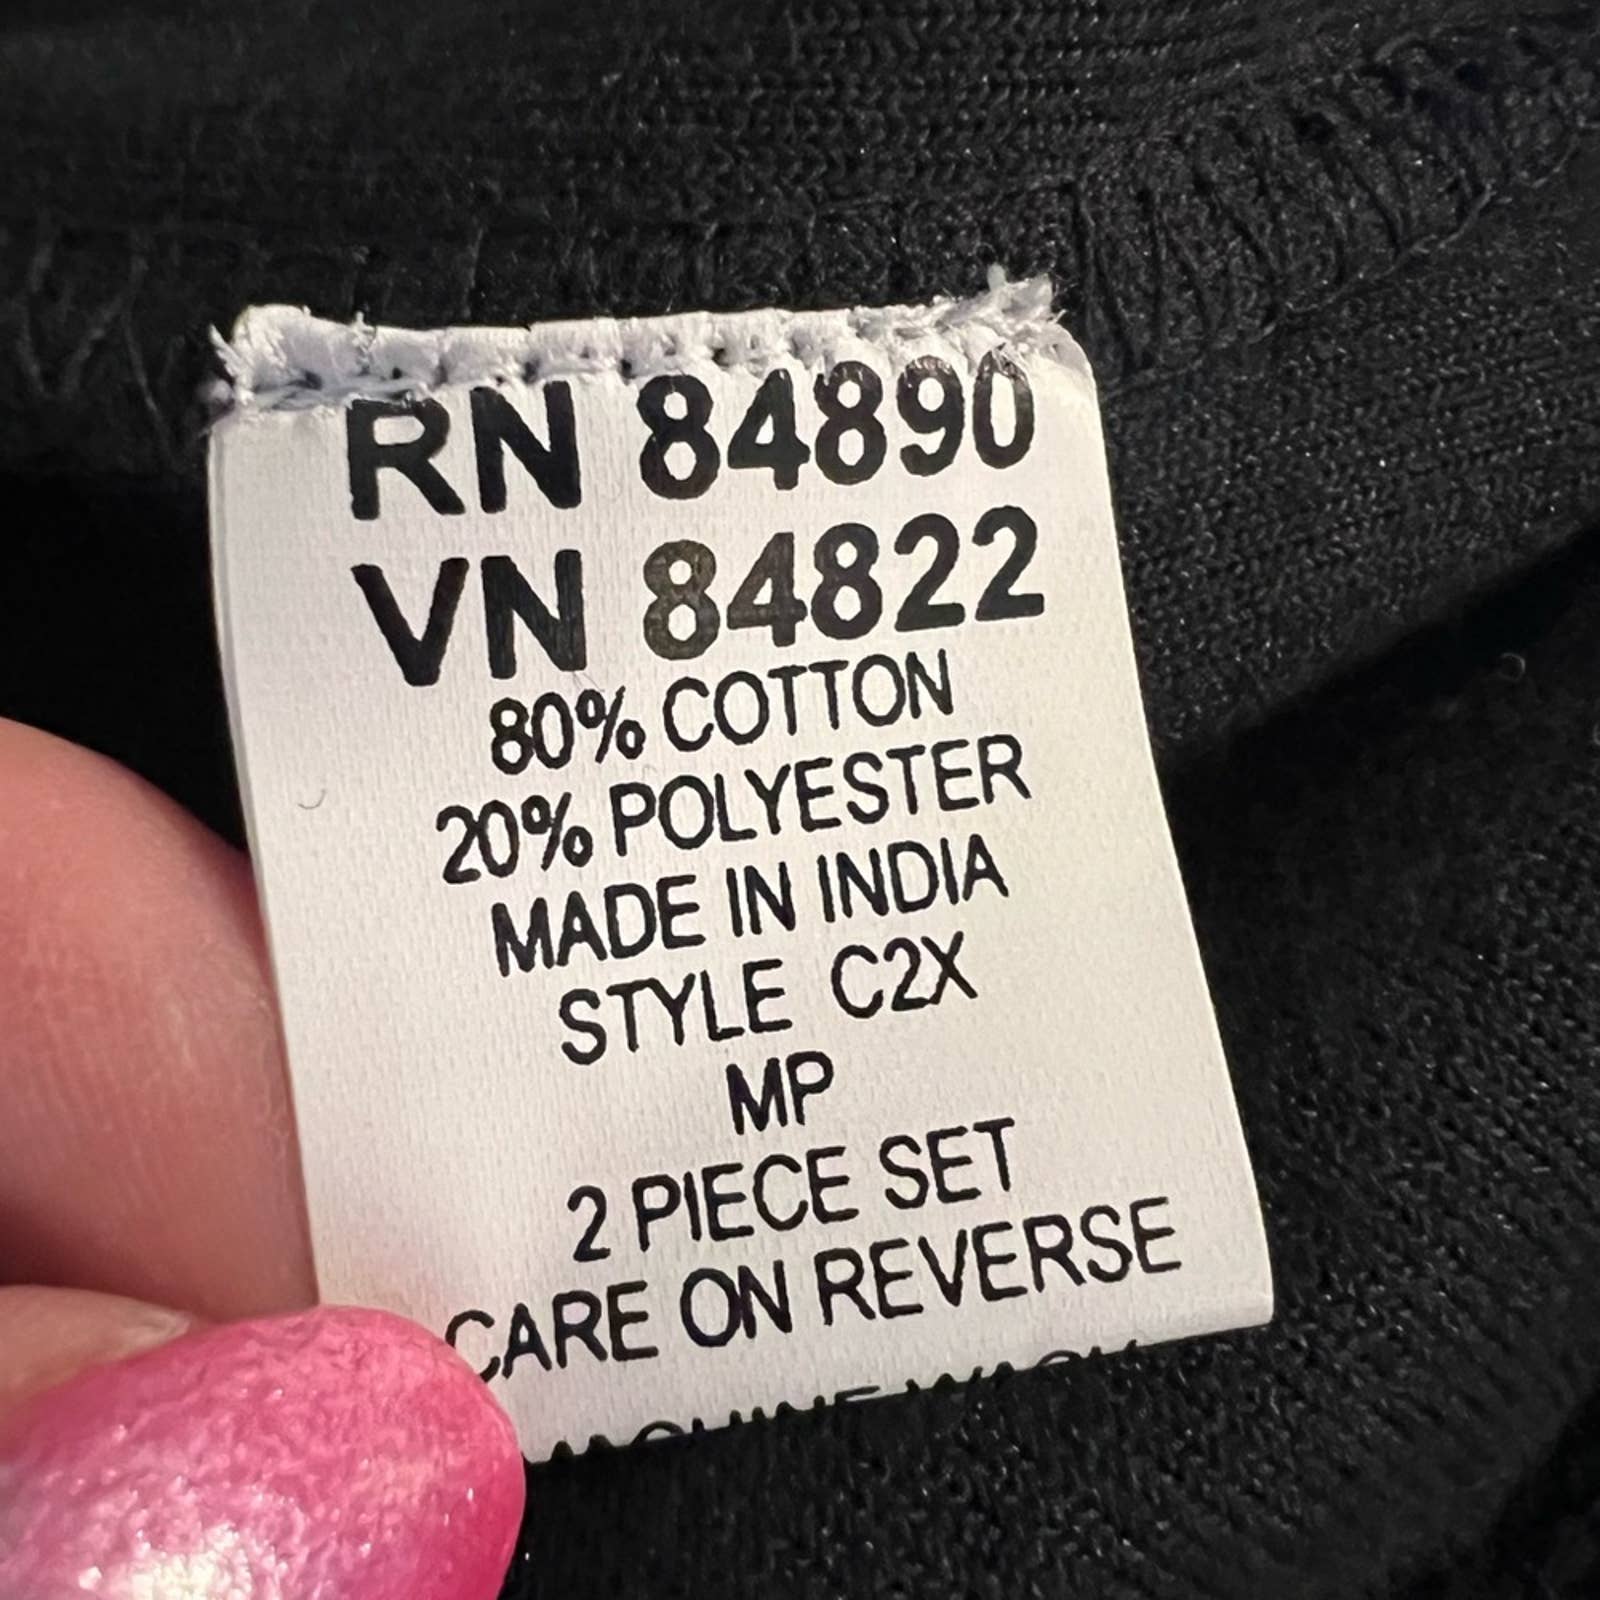 RN 84890
VN 84822
80% COTTON
20% POLYESTER
MADE IN INDIA
STYLE C2X
MP
2 PIECE SET
CARE ON REVERSE